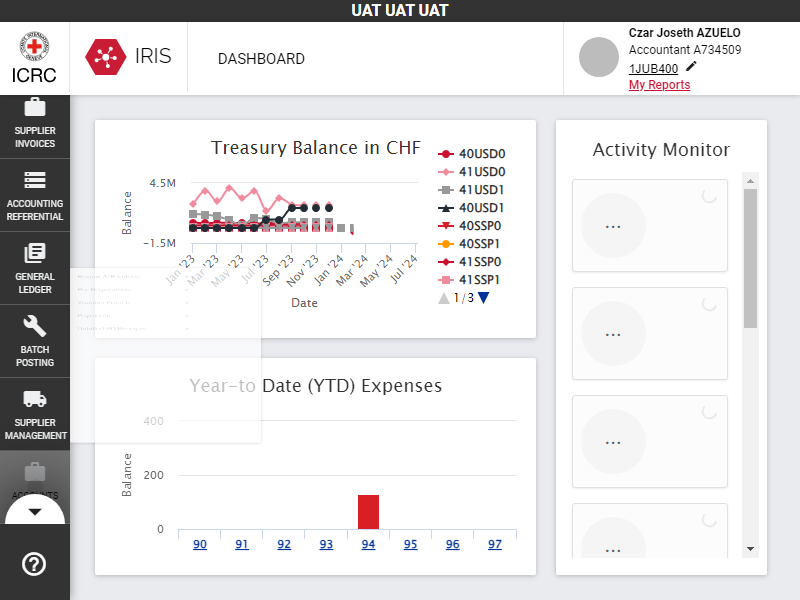 UAT UAT UAT
ICRC
IRIS
DASHBOARD
Czar Joseth AZUELO
Accountant A734509
1JUB400
My Reports
SUPPLIER
INVOICES
ACCOUNTING
REFERENTIAL
GENERAL
LEDGER
BATCH
POSTING
SUPPLIER
MANAGEMENT
ACCOUNTS
Treasury Balance in CHF
Balance
4.5M
−1.5M
Jan '23
Mar '23
May '23
Jul '23
Sep '23
Nov '23
Jan '24
Mar '24
May '24
Jul '24
Date
40USD0
41USD0
41USD1
40USD1
40SSP0
40SSP1
41SSP0
41SSP1
1/3
Year-to Date (YTD) Expenses
Balance
400
200
0
90
91
92
93
94
95
96
97
Activity Monitor
...
...
...
...